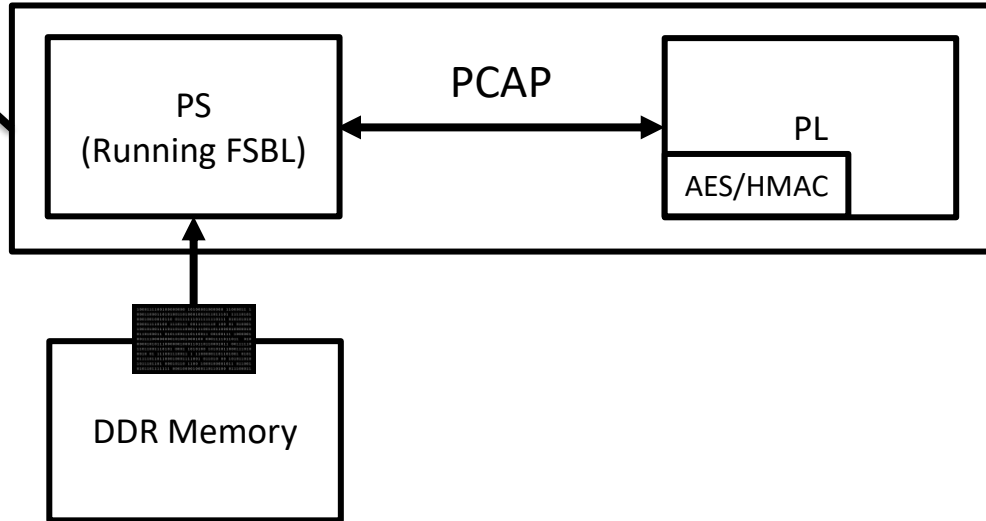 PS
(Running FSBL)
PCAP
PL
AES/HMAC
DDR Memory